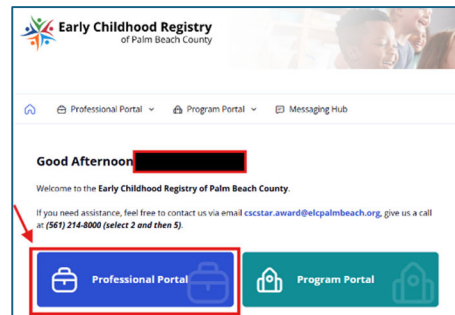 Early Childhood Registry
of Palm Beach County
Professional Portal
Program Portal
Messaging Hub
Good Afternoon
Welcome to the Early Childhood Registry of Palm Beach County.
If you need assistance, feel free to contact us via email cscstar.award@elcpalmbeach.org, give us a call
at (561) 214-8000 (select 2 and then 5).
Professional Portal
Program Portal